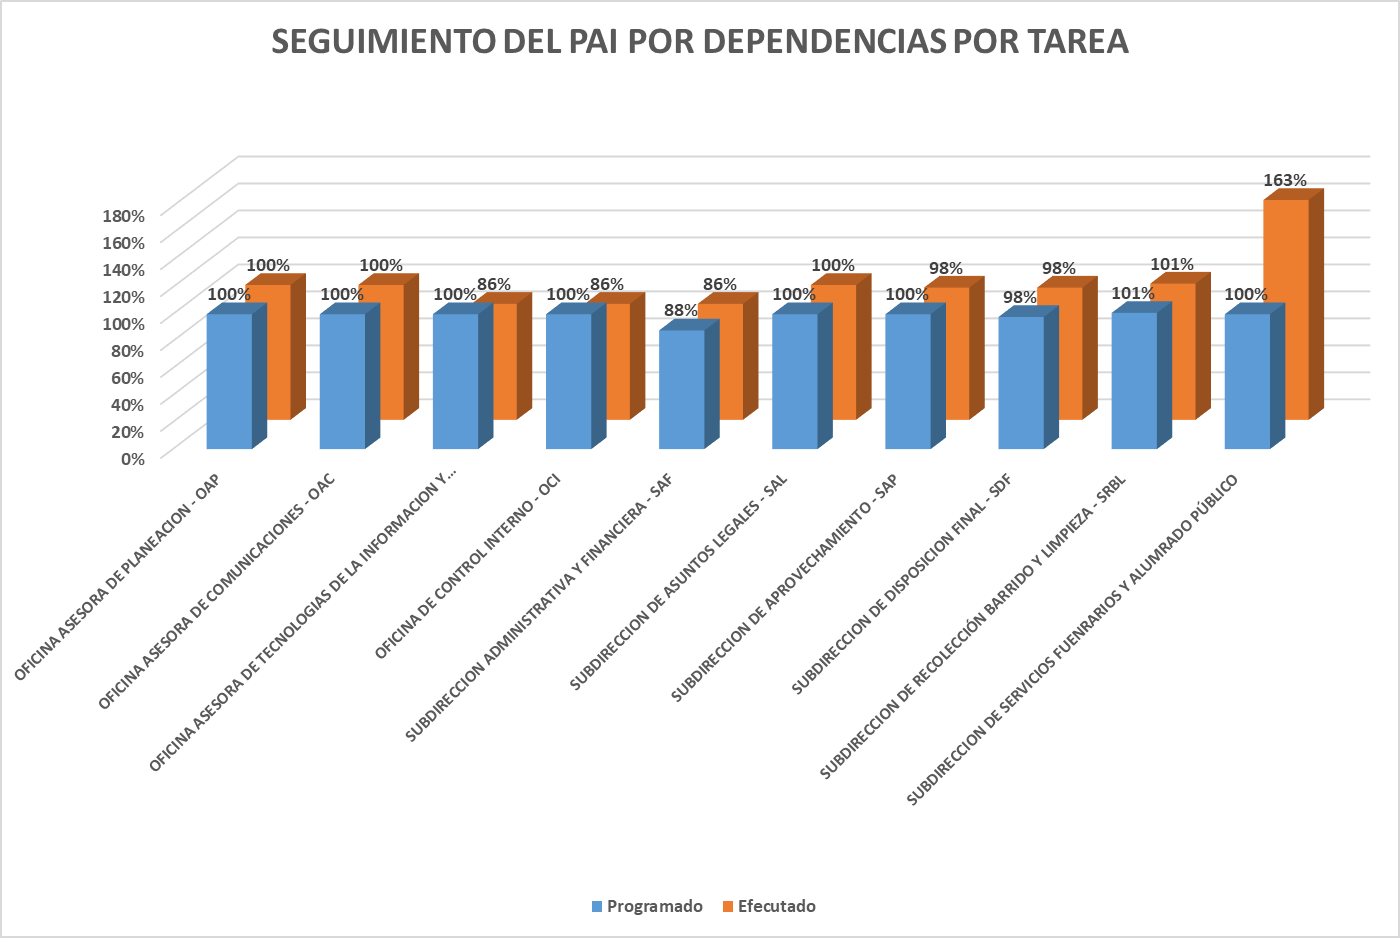 SEGUIMIENTO DEL PAI POR DEPENDENCIAS POR TAREA
180%
160%
140%
120%
100%
80%
60%
40%
20%
0%
100%
100%
100%
100%
100%
86%
100%
86%
88%
86%
100%
100%
100%
98%
98%
98%
101%
101%
100%
163%
OFICINA ASESORA DE PLANEACION - OAP
OFICINA ASESORA DE COMUNICACIONES - OAC
OFICINA ASESORA DE TECNOLOGIAS DE LA INFORMACION Y...
OFICINA DE CONTROL INTERNO - OCI
SUBDIRECCION ADMINISTRATIVA Y FINANCIERA - SAF
SUBDIRECCION DE ASUNTOS LEGALES - SAL
SUBDIRECCION DE APROVECHAMIENTO - SAP
SUBDIRECCION DE DISPOSICION FINAL - SDF
SUBDIRECCION DE RECOLECCIÓN BARRIDO Y LIMPIEZA - SRBL
SUBDIRECCION DE SERVICIOS FUENRARIOS Y ALUMRADO PÚBLICO
Programado
Efecutado